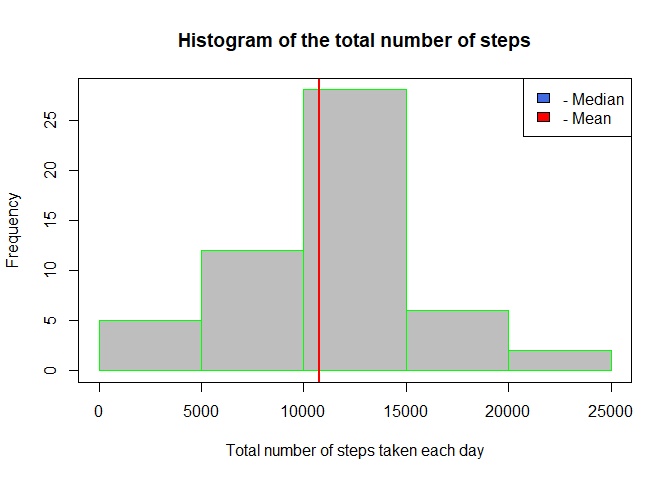 Histogram of the total number of steps
- Median
- Mean
Frequency
25
20
15
10
5
0
0 5000 10000 15000 20000 25000
Total number of steps taken each day